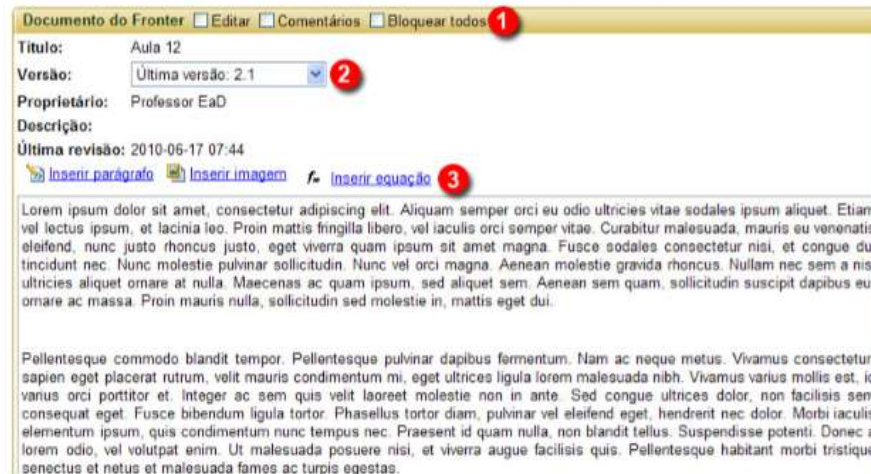 Documento do Fronter Editar Comentários Bloquear todos 1
Título: Aula 12
Versão: Última versão: 2.1 2
Proprietário: Professor EaD
Descrição:
Última revisão: 2010-06-17 07:44
Inserir parágrafo Inserir imagem f∞ Inserir equação 3
Lorem ipsum dolor sit amet, consectetur adipiscing elit. Aliquam semper orci eu odio ultricies vitae sodales ipsum aliquet. Etiam
vel lectus ipsum, et lacinia leo. Proin mattis fringilla libero, vel iaculis orci semper vitae. Curabitur malesuada, mauris eu venenatis
eleifend, nunc justo rhoncus justo, eget viverra quam ipsum sit amet magna. Fusce sodales consectetur nisi, et congue du
tincidunt nec. Nunc molestie pulvinar sollicitudin. Nunc vel orci magna. Aenean molestie gravida rhoncus. Nullam nec sem a nis
ultricies aliquet ornare at nulla. Maecenas ac quam ipsum, sed aliquet sem. Aenean sem quam, sollicitudin suscipit dapibus eu
ornare ac massa. Proin mauris nulla, sollicitudin sed molestie in, mattis eget dui.
Pellentesque commodo blandit tempor. Pellentesque pulvinar dapibus fermentum. Nam ac neque metus. Vivamus consectetur
sapien eget placerat rutrum, velit mauris condimentum mi, eget ultrices ligula lorem malesuada nibh. Vivamus varius mollis est, id
varius orci porttitor et. Integer ac sem quis velit laoreet molestie non in ante. Sed congue ultrices dolor, non facilisis sem
consequat eget. Fusce bibendum ligula tortor. Phasellus tortor diam, pulvinar vel eleifend eget, hendrerit nec dolor. Morbi iaculis
elementum ipsum, quis condimentum nunc tempus nec. Praesent id quam nulla, non blandit tellus. Suspendisse potenti. Donec a
lorem odio, vel volutpat enim. Ut malesuada posuere nisi, et viverra augue facilisis quis. Pellentesque habitant morbi tristique
senectus et netus et malesuada fames ac turpis egestas.